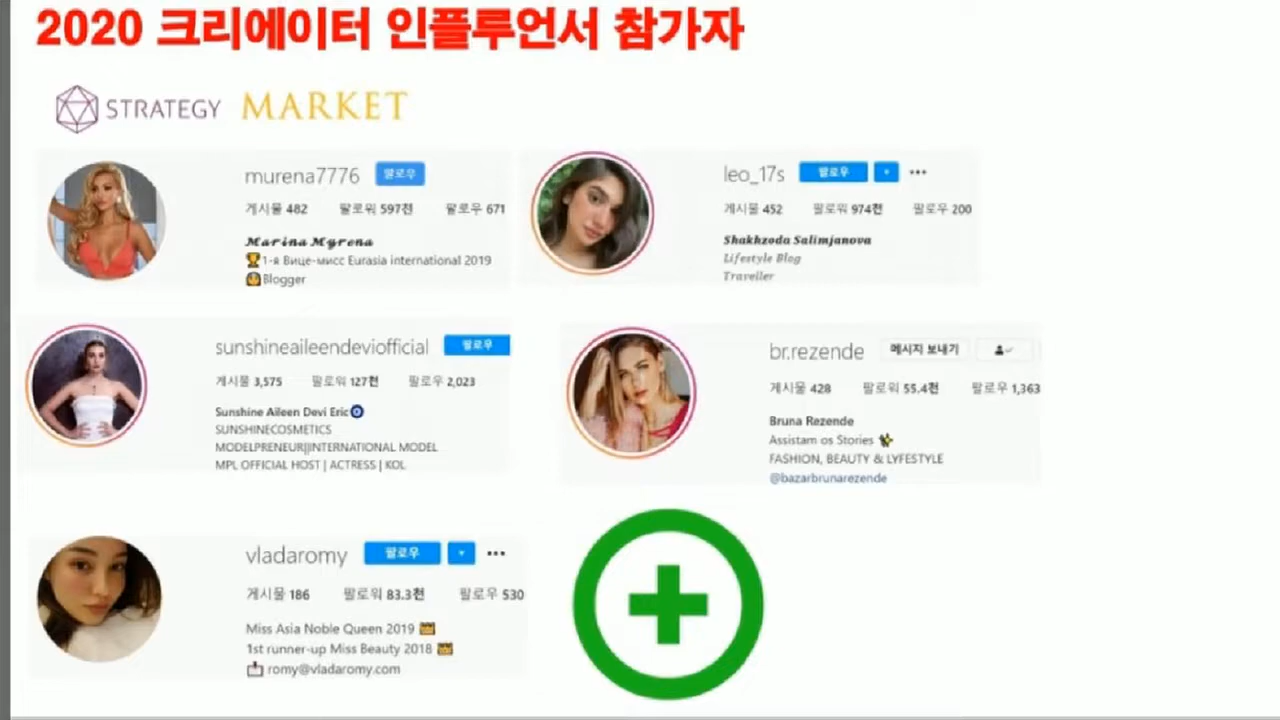 2020 크리에이터 인플루언서 참가자
STRATEGY MARKET
murena7776 팔로우
게시물 482 팔로워 597천 팔로우 671
Marina Myrena
🏆1-я Вице-мисс Eurasia international 2019
Blogger
leo_17s 팔로우
게시물 452 팔로워 974천 팔로우 200
Shakhzoda Salimjanova
Lifestyle Blog
Traveller
sunshineaileendeviofficial 팔로우
게시물 3,575 팔로워 127천 팔로우 2,023
Sunshine Aileen Devi Eric🧿
SUNSHINECOSMETICS
MODELPRENEUR||INTERNATIONAL MODEL
MPL OFFICIAL HOST | ACTRESS | KOL
br.rezende 메시지 보내기
게시물 428 팔로워 55.4천 팔로우 1,363
Bruna Rezende
Assistam os Stories
FASHION, BEAUTY & LYFESTYLE
@bazarbrunarezende
vladaromy 팔로우
게시물 186 팔로워 83.3천 팔로우 530
Miss Asia Noble Queen 2019 👑
1st runner-up Miss Beauty 2018 👑
📩 romy@vladaromy.com